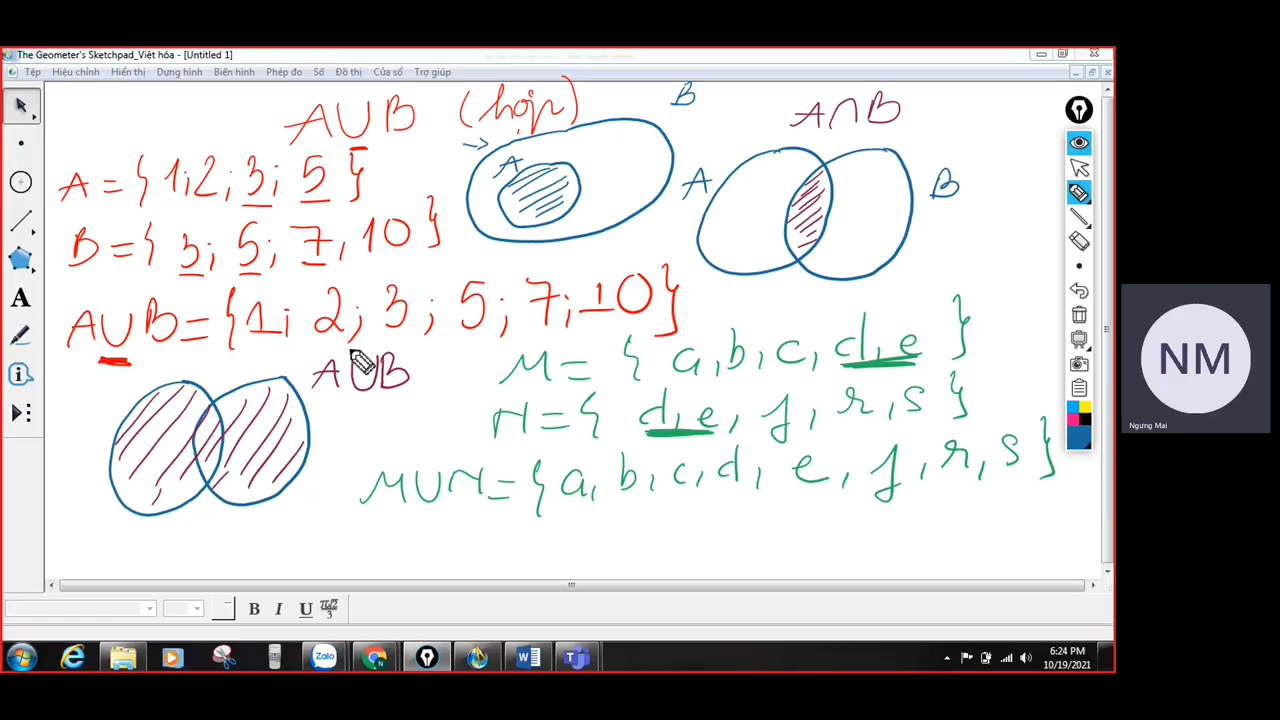 The Geometer's Sketchpad_Việt hóa - [Untitled 1]
Tệp Hiệu chỉnh Hiển thị Dựng hình Biến hình Phép đo Số Đồ thị Cửa sổ Trợ giúp
A∪B (hợp)
B
A∩B
A = {1; 2; 3; 5}
A
A
B
B = { 3; 5; 7, 10 }
A∪B = {1; 2; 3; 5; 7; 10}
A∪B
M = { a, b, c, d, e }
N = { d, e, f, r, s }
M∪N = { a, b, c, d, e, f, r, s }
A
NM
Ngưng Mai
B I U
Zalo
6:24 PM
10/19/2021